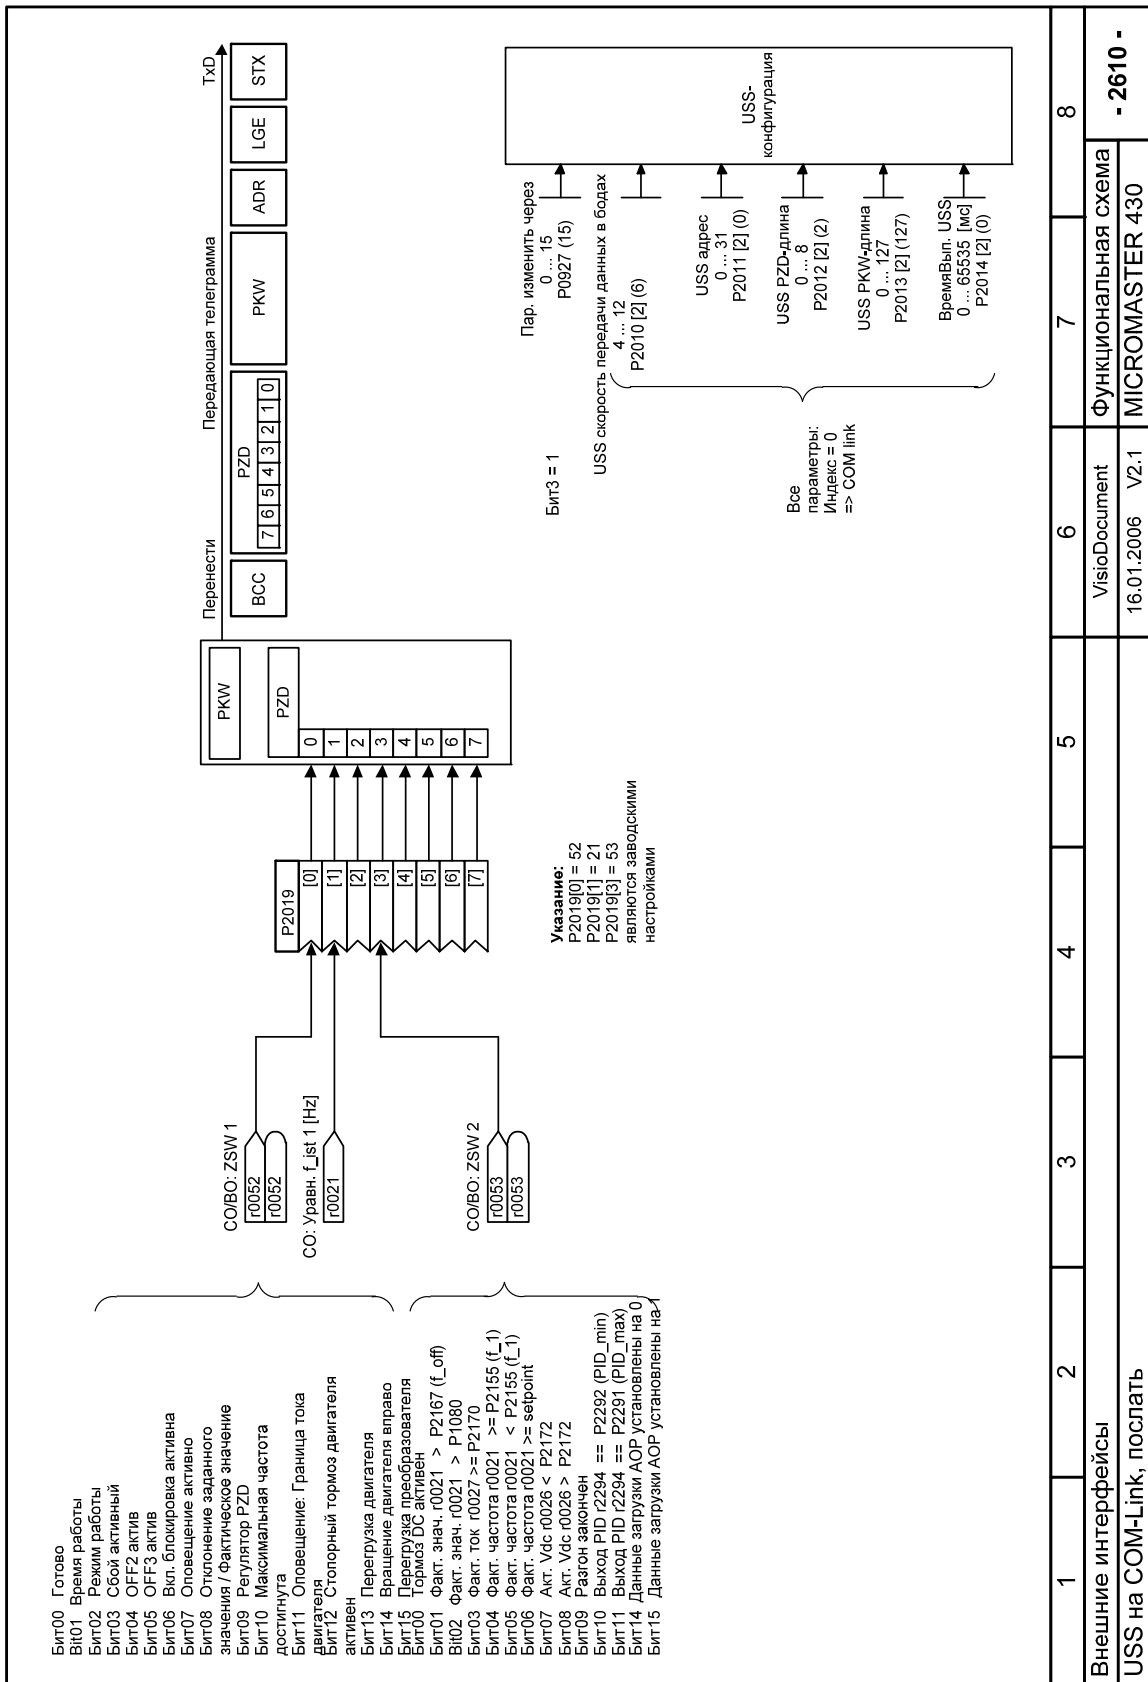 Бит00 Готово
Bit01 Время работы
Бит02 Режим работы
Бит03 Сбой активный
Бит04 OFF2 актив
Бит05 OFF3 актив
Бит06 Вкл. блокировка активна
Бит07 Оповещение активно
Бит08 Отклонение заданного
значения / Фактическое значение
Бит09 Регулятор PZD
Бит10 Максимальная частота
достигнута
Бит11 Оповещение: Граница тока
двигателя
Бит12 Стопорный тормоз двигателя
активен
Бит13 Перегрузка двигателя
Бит14 Вращение двигателя вправо
Бит15 Перегрузка преобразователя
Бит00 Тормоз DC активен
Бит01 Факт. знач. r0021 > P2167 (f_off)
Bit02 Факт. знач. r0021 > P1080
Бит03 Факт. ток r0027 >= P2170
Бит04 Факт. частота r0021 >= P2155 (f_1)
Бит05 Факт. частота r0021 < P2155 (f_1)
Бит06 Факт. частота r0021 >= setpoint
Бит07 Акт. Vdc r0026 < P2172
Бит08 Акт. Vdc r0026 > P2172
Бит09 Разгон закончен
Бит10 Выход PID r2294 == P2292 (PID_min)
Бит11 Выход PID r2294 == P2291 (PID_max)
Бит14 Данные загрузки AOP установлены на 0
Бит15 Данные загрузки AOP установлены на 1
CO/BO: ZSW 1
r0052
r0052
CO: Уравн. f_ist 1 [Hz]
r0021
CO/BO: ZSW 2
r0053
r0053
P2019
[0]
[1]
[2]
[3]
[4]
[5]
[6]
[7]
Указание:
P2019[0] = 52
P2019[1] = 21
P2019[3] = 53
являются заводскими
настройками
PKW
PZD
0
1
2
3
4
5
6
7
Перенести
Передающая телеграмма
TxD
BCC
PZD
7 6 5 4 3 2 1 0
PKW
ADR
LGE
STX
Бит3 = 1
Пар. изменить через
0 ... 15
P0927 (15)
USS скорость передачи данных в бодах
4 ... 12
P2010 [2] (6)
USS адрес
0 ... 31
P2011 [2] (0)
USS PZD-длина
0 ... 8
P2012 [2] (2)
USS PKW-длина
0 ... 127
P2013 [2] (127)
ВремяВып. USS
0 ... 65535 [мс]
P2014 [2] (0)
Все
параметры:
Индекс = 0
=> COM link
USS-
конфигурация
1 2 3 4 5 6 7 8
Внешние интерфейсы
USS на COM-Link, послать
VisioDocument
16.01.2006 V2.1
Функциональная схема
MICROMASTER 430
- 2610 -